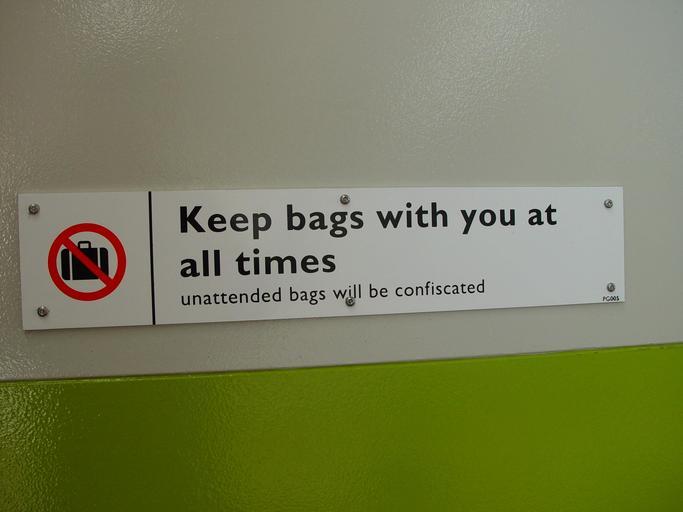 Keep bags with you at
all times
unattended bags will be confiscated
PG005